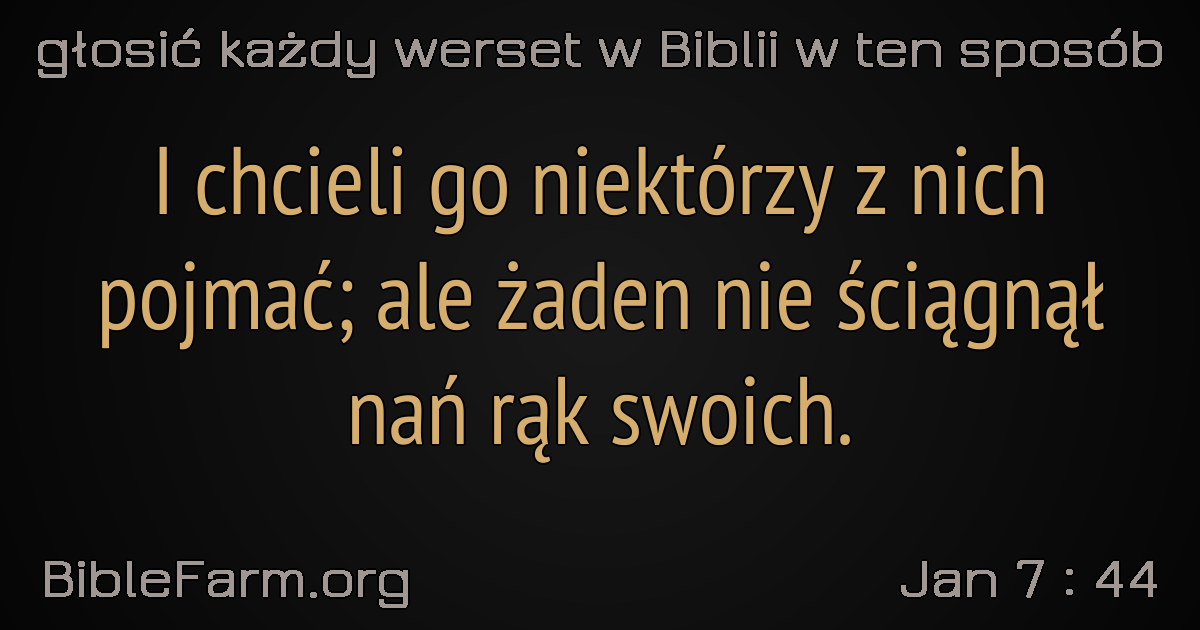 głosić każdy werset w Biblii w ten sposób
I chcieli go niektórzy z nich
pojmać; ale żaden nie ściągnął
nań rąk swoich.
BibleFarm.org
Jan 7 : 44